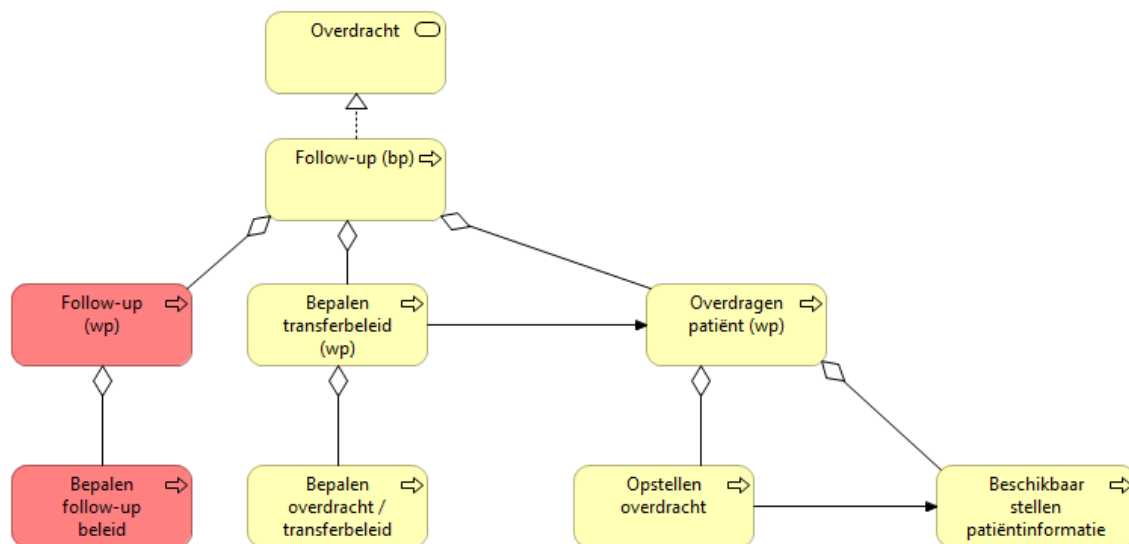 Overdracht
Follow-up (bp)
Follow-up
(wp)
Bepalen
transferbeleid
(wp)
Overdragen
patiënt (wp)
Bepalen
follow-up
beleid
Bepalen
overdracht /
transferbeleid
Opstellen
overdracht
Beschikbaar
stellen
patiëntinformatie